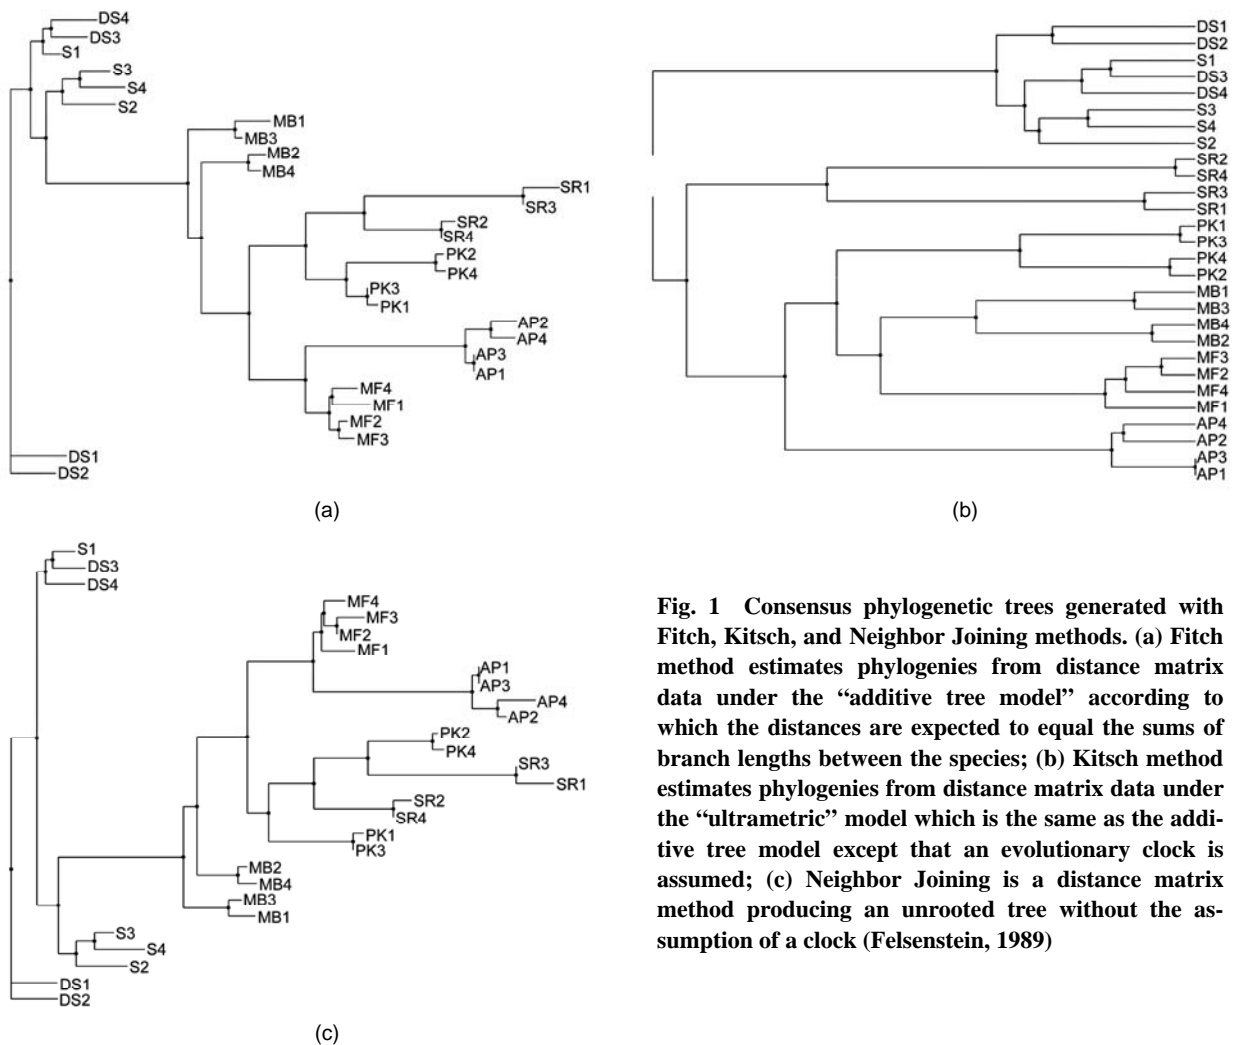 DS4
DS3
S1
S3
S4
S2
MB1
MB3
MB2
MB4
SR1
SR3
SR2
SR4
PK2
PK4
PK3
PK1
AP2
AP4
AP3
AP1
MF4
MF1
MF2
MF3
DS1
DS2
(a)
DS1
DS2
S1
DS3
DS4
S3
S4
S2
SR2
SR4
SR3
SR1
PK1
PK3
PK4
PK2
MB1
MB3
MB4
MB2
MF3
MF2
MF4
MF1
AP4
AP2
AP3
AP1
(b)
S1
DS3
DS4
MF4
MF3
MF2
MF1
AP1
AP3
AP4
AP2
PK2
PK4
SR3
SR1
SR2
SR4
PK1
PK3
MB2
MB4
MB3
MB1
S3
S4
S2
DS1
DS2
(c)
Fig. 1 Consensus phylogenetic trees generated with
Fitch, Kitsch, and Neighbor Joining methods. (a) Fitch
method estimates phylogenies from distance matrix
data under the “additive tree model” according to
which the distances are expected to equal the sums of
branch lengths between the species; (b) Kitsch method
estimates phylogenies from distance matrix data under
the “ultrametric” model which is the same as the addi-
tive tree model except that an evolutionary clock is
assumed; (c) Neighbor Joining is a distance matrix
method producing an unrooted tree without the as-
sumption of a clock (Felsenstein, 1989)